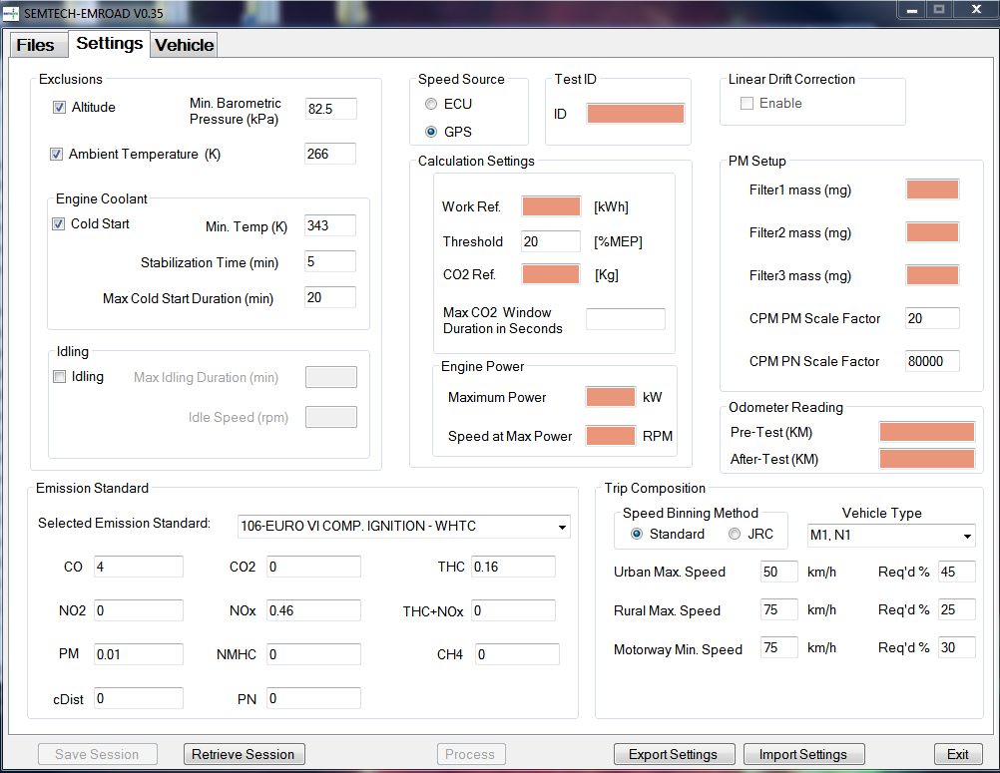 SEMTECH-EMROAD V0.35
Files Settings Vehicle
Exclusions
Altitude
Min. Barometric
Pressure (kPa)
82.5
Ambient Temperature (K)
266
Engine Coolant
Cold Start
Min. Temp (K)
343
Stabilization Time (min)
5
Max Cold Start Duration (min)
20
Idling
Idling
Max Idling Duration (min)
Idle Speed (rpm)
Speed Source
ECU
GPS
Test ID
ID
Calculation Settings
Work Ref. [kWh]
Threshold 20 [%MEP]
CO2 Ref. [Kg]
Max CO2 Window
Duration in Seconds
Engine Power
Maximum Power kW
Speed at Max Power RPM
Linear Drift Correction
Enable
PM Setup
Filter1 mass (mg)
Filter2 mass (mg)
Filter3 mass (mg)
CPM PM Scale Factor 20
CPM PN Scale Factor 80000
Odometer Reading
Pre-Test (KM)
After-Test (KM)
Emission Standard
Selected Emission Standard: 106-EURO VI COMP. IGNITION - WHTC
CO 4 CO2 0 THC 0.16
NO2 0 NOx 0.46 THC+NOx 0
PM 0.01 NMHC 0 CH4 0
cDist 0 PN 0
Trip Composition
Speed Binning Method
Standard JRC
Vehicle Type
M1, N1
Urban Max. Speed 50 km/h Req'd % 45
Rural Max. Speed 75 km/h Req'd % 25
Motorway Min. Speed 75 km/h Req'd % 30
Save Session Retrieve Session Process Export Settings Import Settings Exit